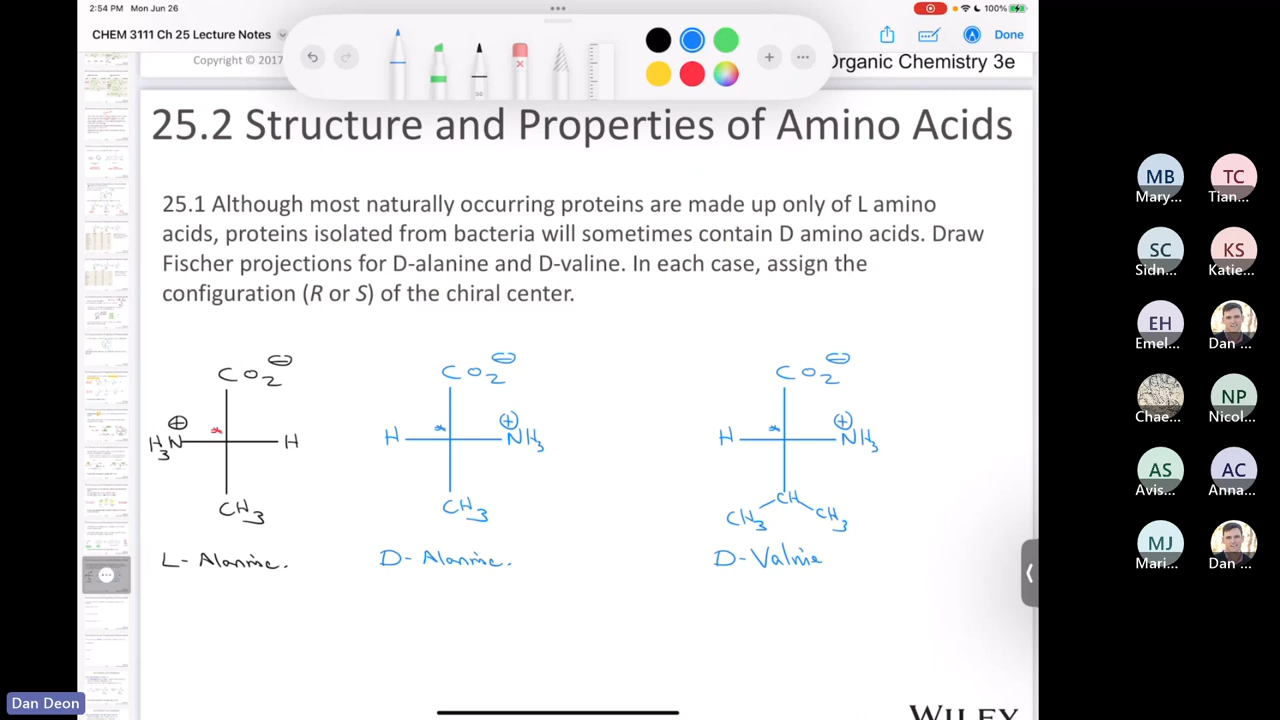 2:54 PM Mon Jun 26
100%
CHEM 3111 Ch 25 Lecture Notes
Done
Copyright © 2017
Organic Chemistry 3e
25.2 Structure and Properties of Amino Acids
25.1 Although most naturally occurring proteins are made up only of L amino
acids, proteins isolated from bacteria will sometimes contain D amino acids. Draw
Fischer projections for D-alanine and D-valine. In each case, assign the
configuration (R or S) of the chiral center.
CO2⊖ CO2⊖ CO2⊖
⊕ ⊕ ⊕
H3N * H H * NH3 H * NH3
CH3 CH3 CH
CH3 CH3
L-Alanine. D-Alanine. D-Valine
WILEY
MB TC
Mary... Tian...
SC KS
Sidn... Katie...
EH
Emel... Dan ...
NP
Chae... Nicol...
AS AC
Avis... Anna...
MJ
Mari... Dan ...
Dan Deon